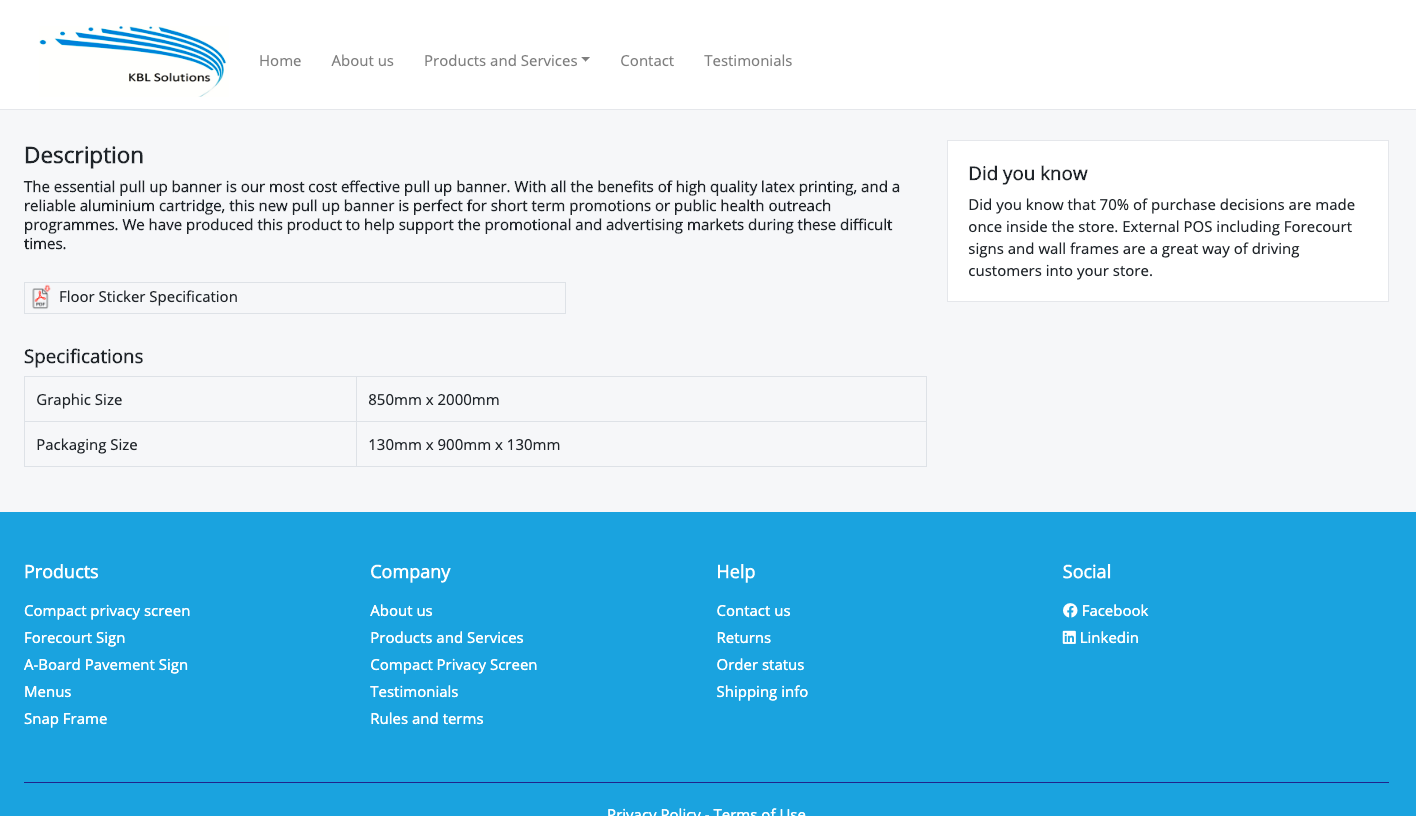 KBL Solutions
Home
About us
Products and Services
Contact
Testimonials
Description
The essential pull up banner is our most cost effective pull up banner. With all the benefits of high quality latex printing, and a
reliable aluminium cartridge, this new pull up banner is perfect for short term promotions or public health outreach
programmes. We have produced this product to help support the promotional and advertising markets during these difficult
times.
PDF
Floor Sticker Specification
Specifications
Graphic Size
850mm x 2000mm
Packaging Size
130mm x 900mm x 130mm
Did you know
Did you know that 70% of purchase decisions are made
once inside the store. External POS including Forecourt
signs and wall frames are a great way of driving
customers into your store.
Products
Compact privacy screen
Forecourt Sign
A-Board Pavement Sign
Menus
Snap Frame
Company
About us
Products and Services
Compact Privacy Screen
Testimonials
Rules and terms
Help
Contact us
Returns
Order status
Shipping info
Social
Facebook
Linkedin
Privacy Policy - Terms of Use